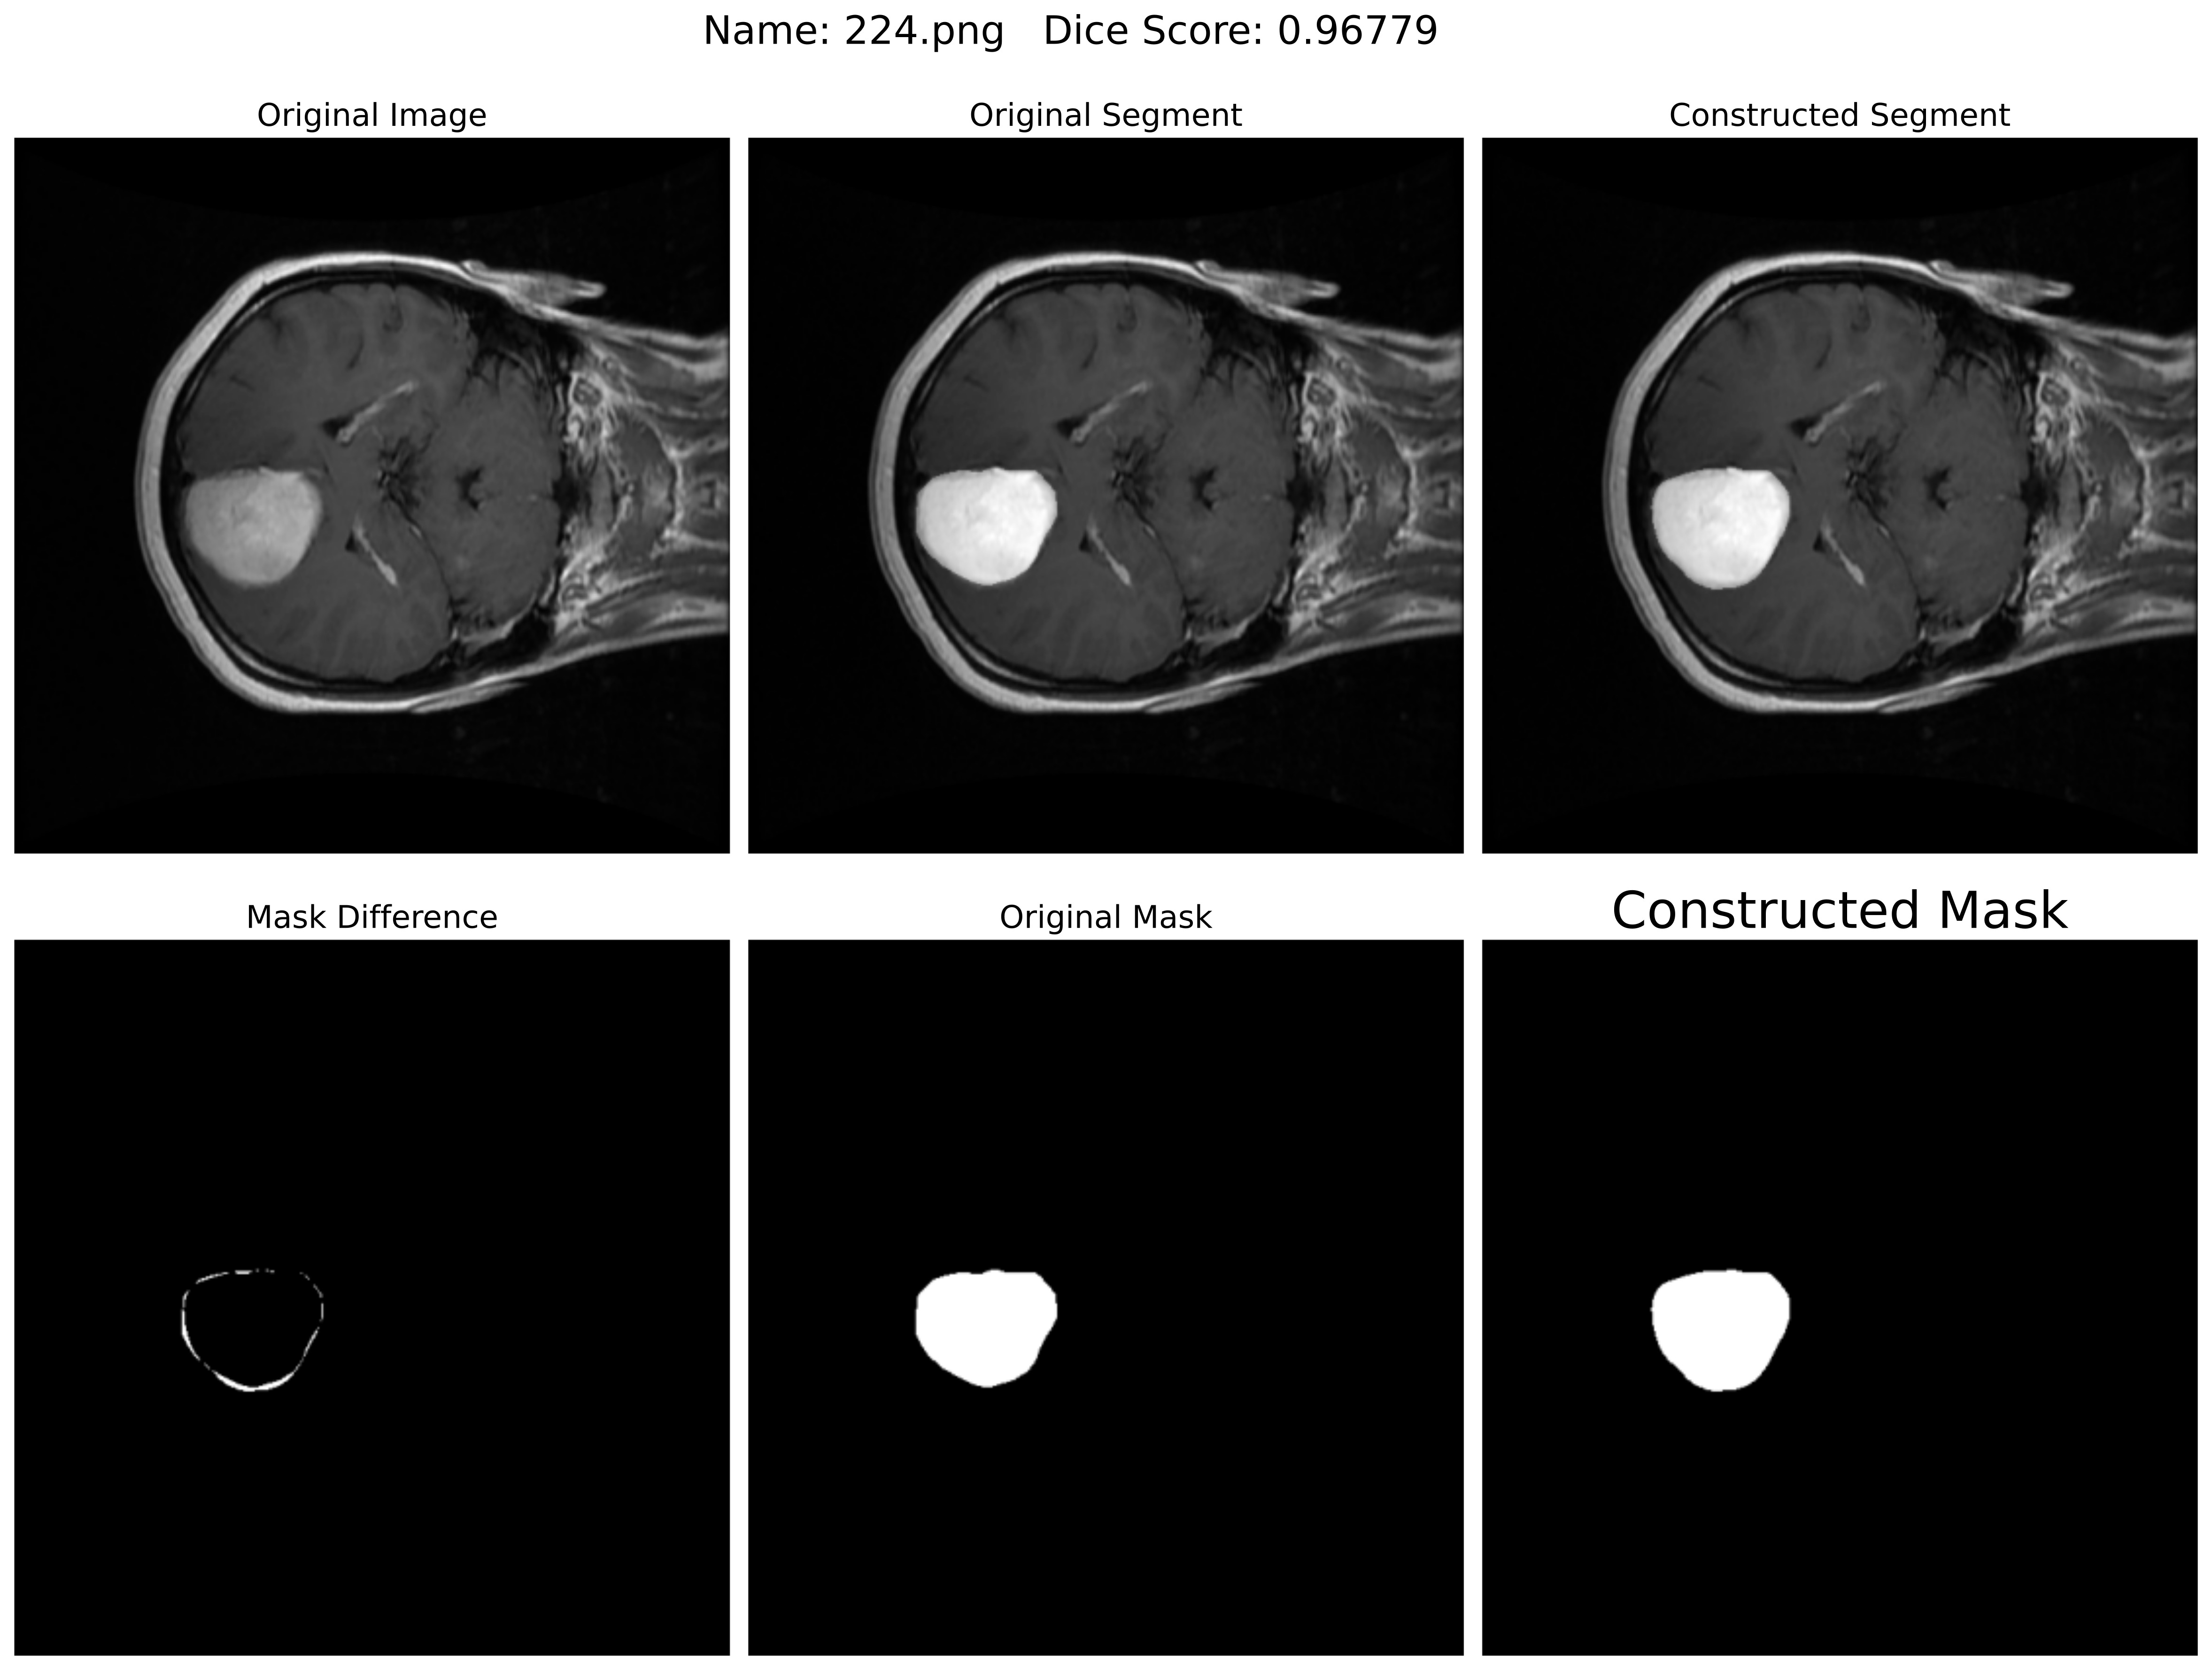 Name: 224.png   Dice Score: 0.96779
Original Image
Original Segment
Constructed Segment
Mask Difference
Original Mask
Constructed Mask